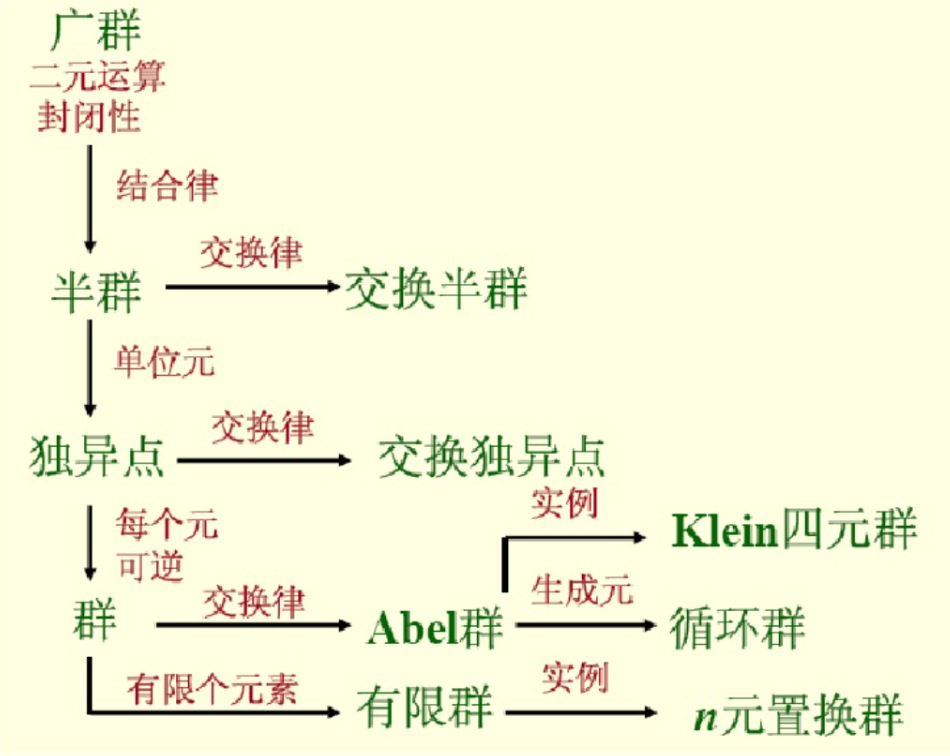 广群
二元运算
封闭性
结合律
半群
交换律
交换半群
单位元
独异点
交换律
交换独异点
每个元
可逆
实例
Klein四元群
群
交换律
Abel群
生成元
循环群
有限个元素
有限群
实例
n元置换群